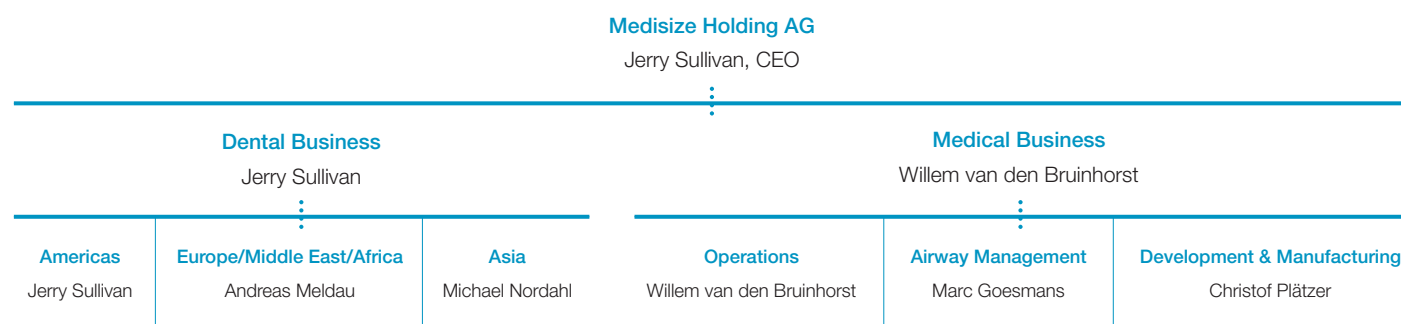 Medisize Holding AG
Jerry Sullivan, CEO
Dental Business
Jerry Sullivan
Medical Business
Willem van den Bruinhorst
Americas
Jerry Sullivan
Europe/Middle East/Africa
Andreas Meldau
Asia
Michael Nordahl
Operations
Willem van den Bruinhorst
Airway Management
Marc Goesmans
Development & Manufacturing
Christof Plätzer